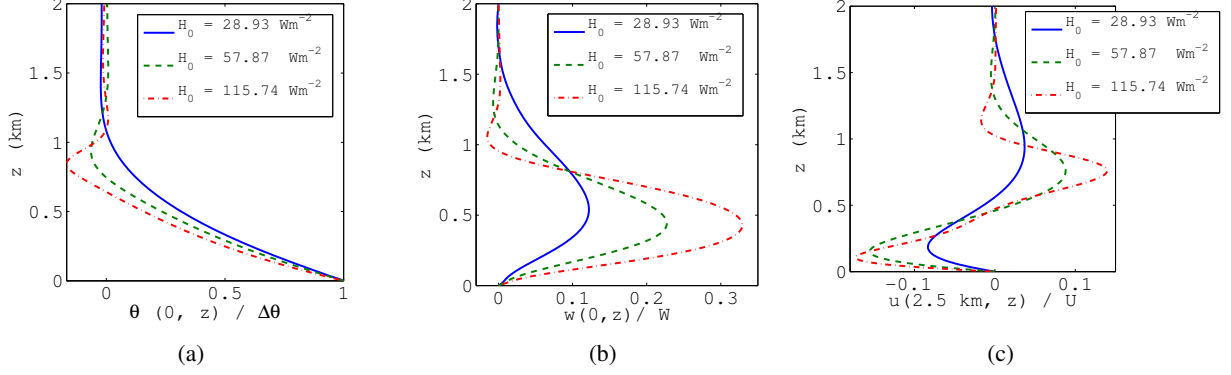 2
1.5
1
0.5
0
z (km)
0
0.5
1
θ (0, z) / Δθ
H0 = 28.93 Wm−2
H0 = 57.87 Wm−2
H0 = 115.74 Wm−2
(a)
2
1.5
1
0.5
0
z (km)
0
0.1
0.2
0.3
w(0,z)/ W
H0 = 28.93 Wm−2
H0 = 57.87 Wm−2
H0 = 115.74 Wm−2
(b)
2
1.5
1
0.5
0
z (km)
−0.1
0
0.1
u(2.5 km, z) / U
H0 = 28.93 Wm−2
H0 = 57.87 Wm−2
H0 = 115.74 Wm−2
(c)